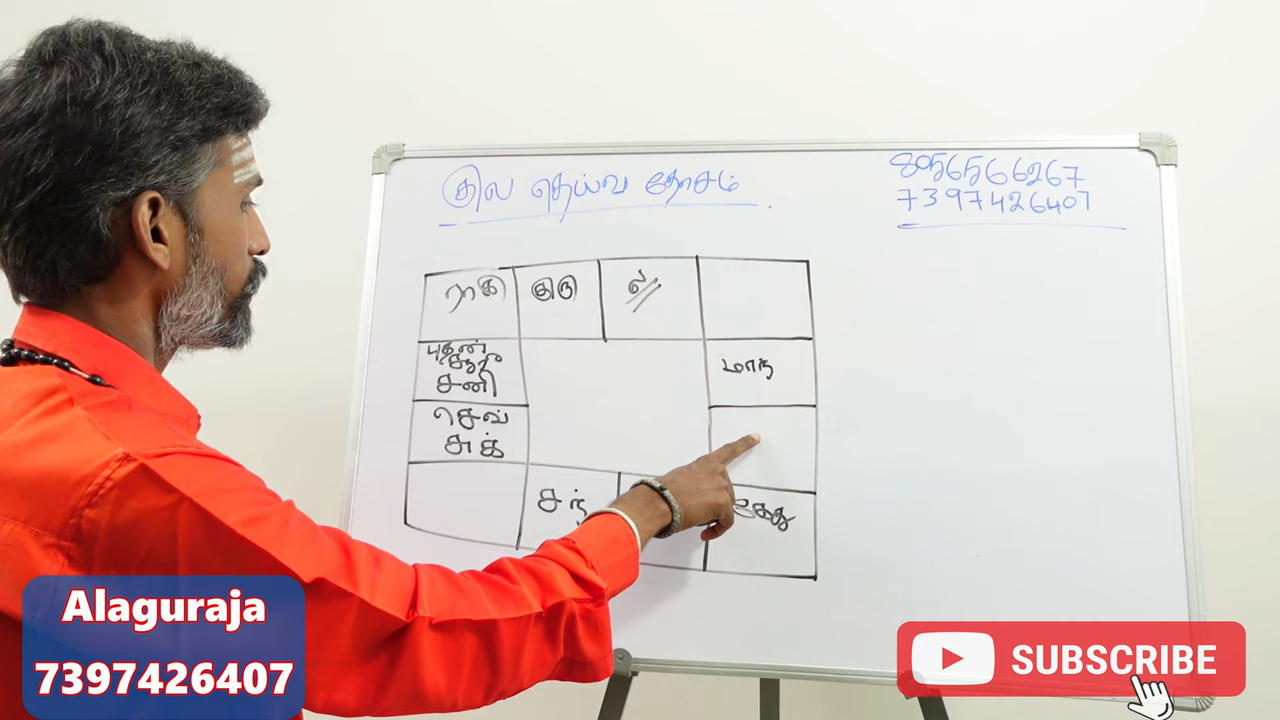 குல தெய்வ தோசம்
8056566267
7397426407
ராகு
குரு
ல
புதன்
சூரி
சனி
மாந்
செவ்
சுக்
சந்
கேது
Alaguraja
7397426407
SUBSCRIBE